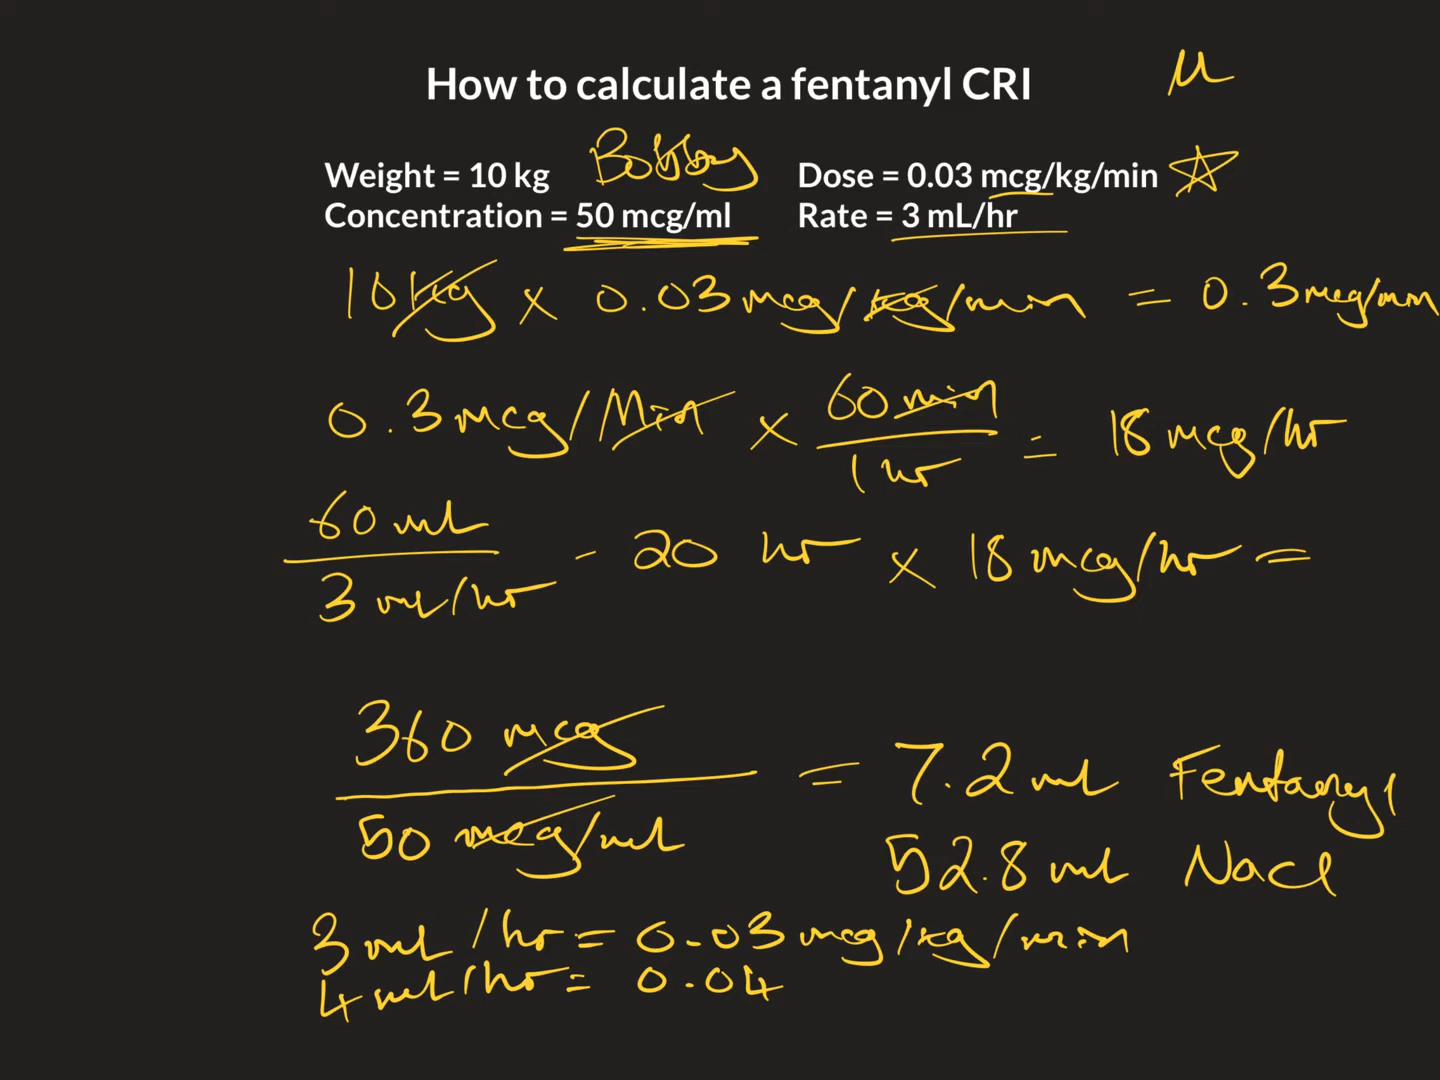 How to calculate a fentanyl CRI μ
Weight = 10 kg Bobby Dose = 0.03 mcg/kg/min
Concentration = 50 mcg/ml Rate = 3 mL/hr
10 kg x 0.03 mcg/kg/min = 0.3 mcg/min
0.3 mcg/Min x 60 min / 1 hr = 18 mcg/hr
60 ml / 3 ml/hr - 20 hr x 18 mcg/hr =
360 mcg / 50 mcg/ml = 7.2 ml Fentanyl
52.8 ml Nacl
3 ml/hr = 0.03 mcg/kg/min
4 ml/hr = 0.04